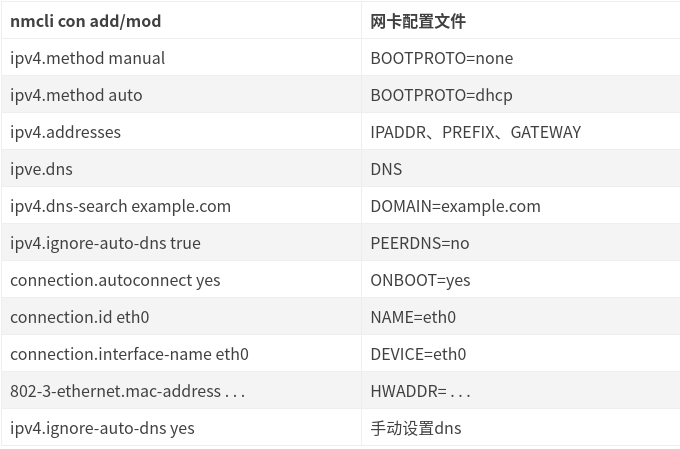 nmcli con add/mod 网卡配置文件
ipv4.method manual BOOTPROTO=none
ipv4.method auto BOOTPROTO=dhcp
ipv4.addresses IPADDR、PREFIX、GATEWAY
ipve.dns DNS
ipv4.dns-search example.com DOMAIN=example.com
ipv4.ignore-auto-dns true PEERDNS=no
connection.autoconnect yes ONBOOT=yes
connection.id eth0 NAME=eth0
connection.interface-name eth0 DEVICE=eth0
802-3-ethernet.mac-address . . . HWADDR= . . .
ipv4.ignore-auto-dns yes 手动设置dns